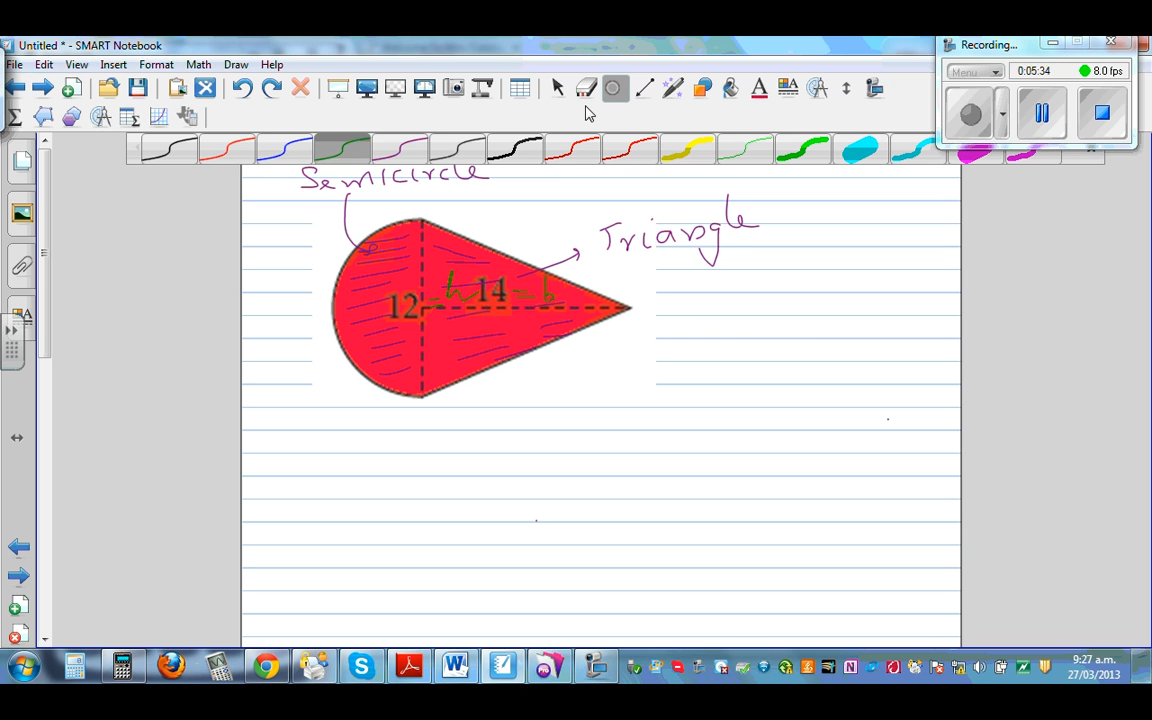 Untitled * - SMART Notebook
Recording...
File Edit View Insert Format Math Draw Help
Menu
0:05:34
8.0 fps
Semicircle
Triangle
12 = h 14 = b
9:27 a.m.
27/03/2013